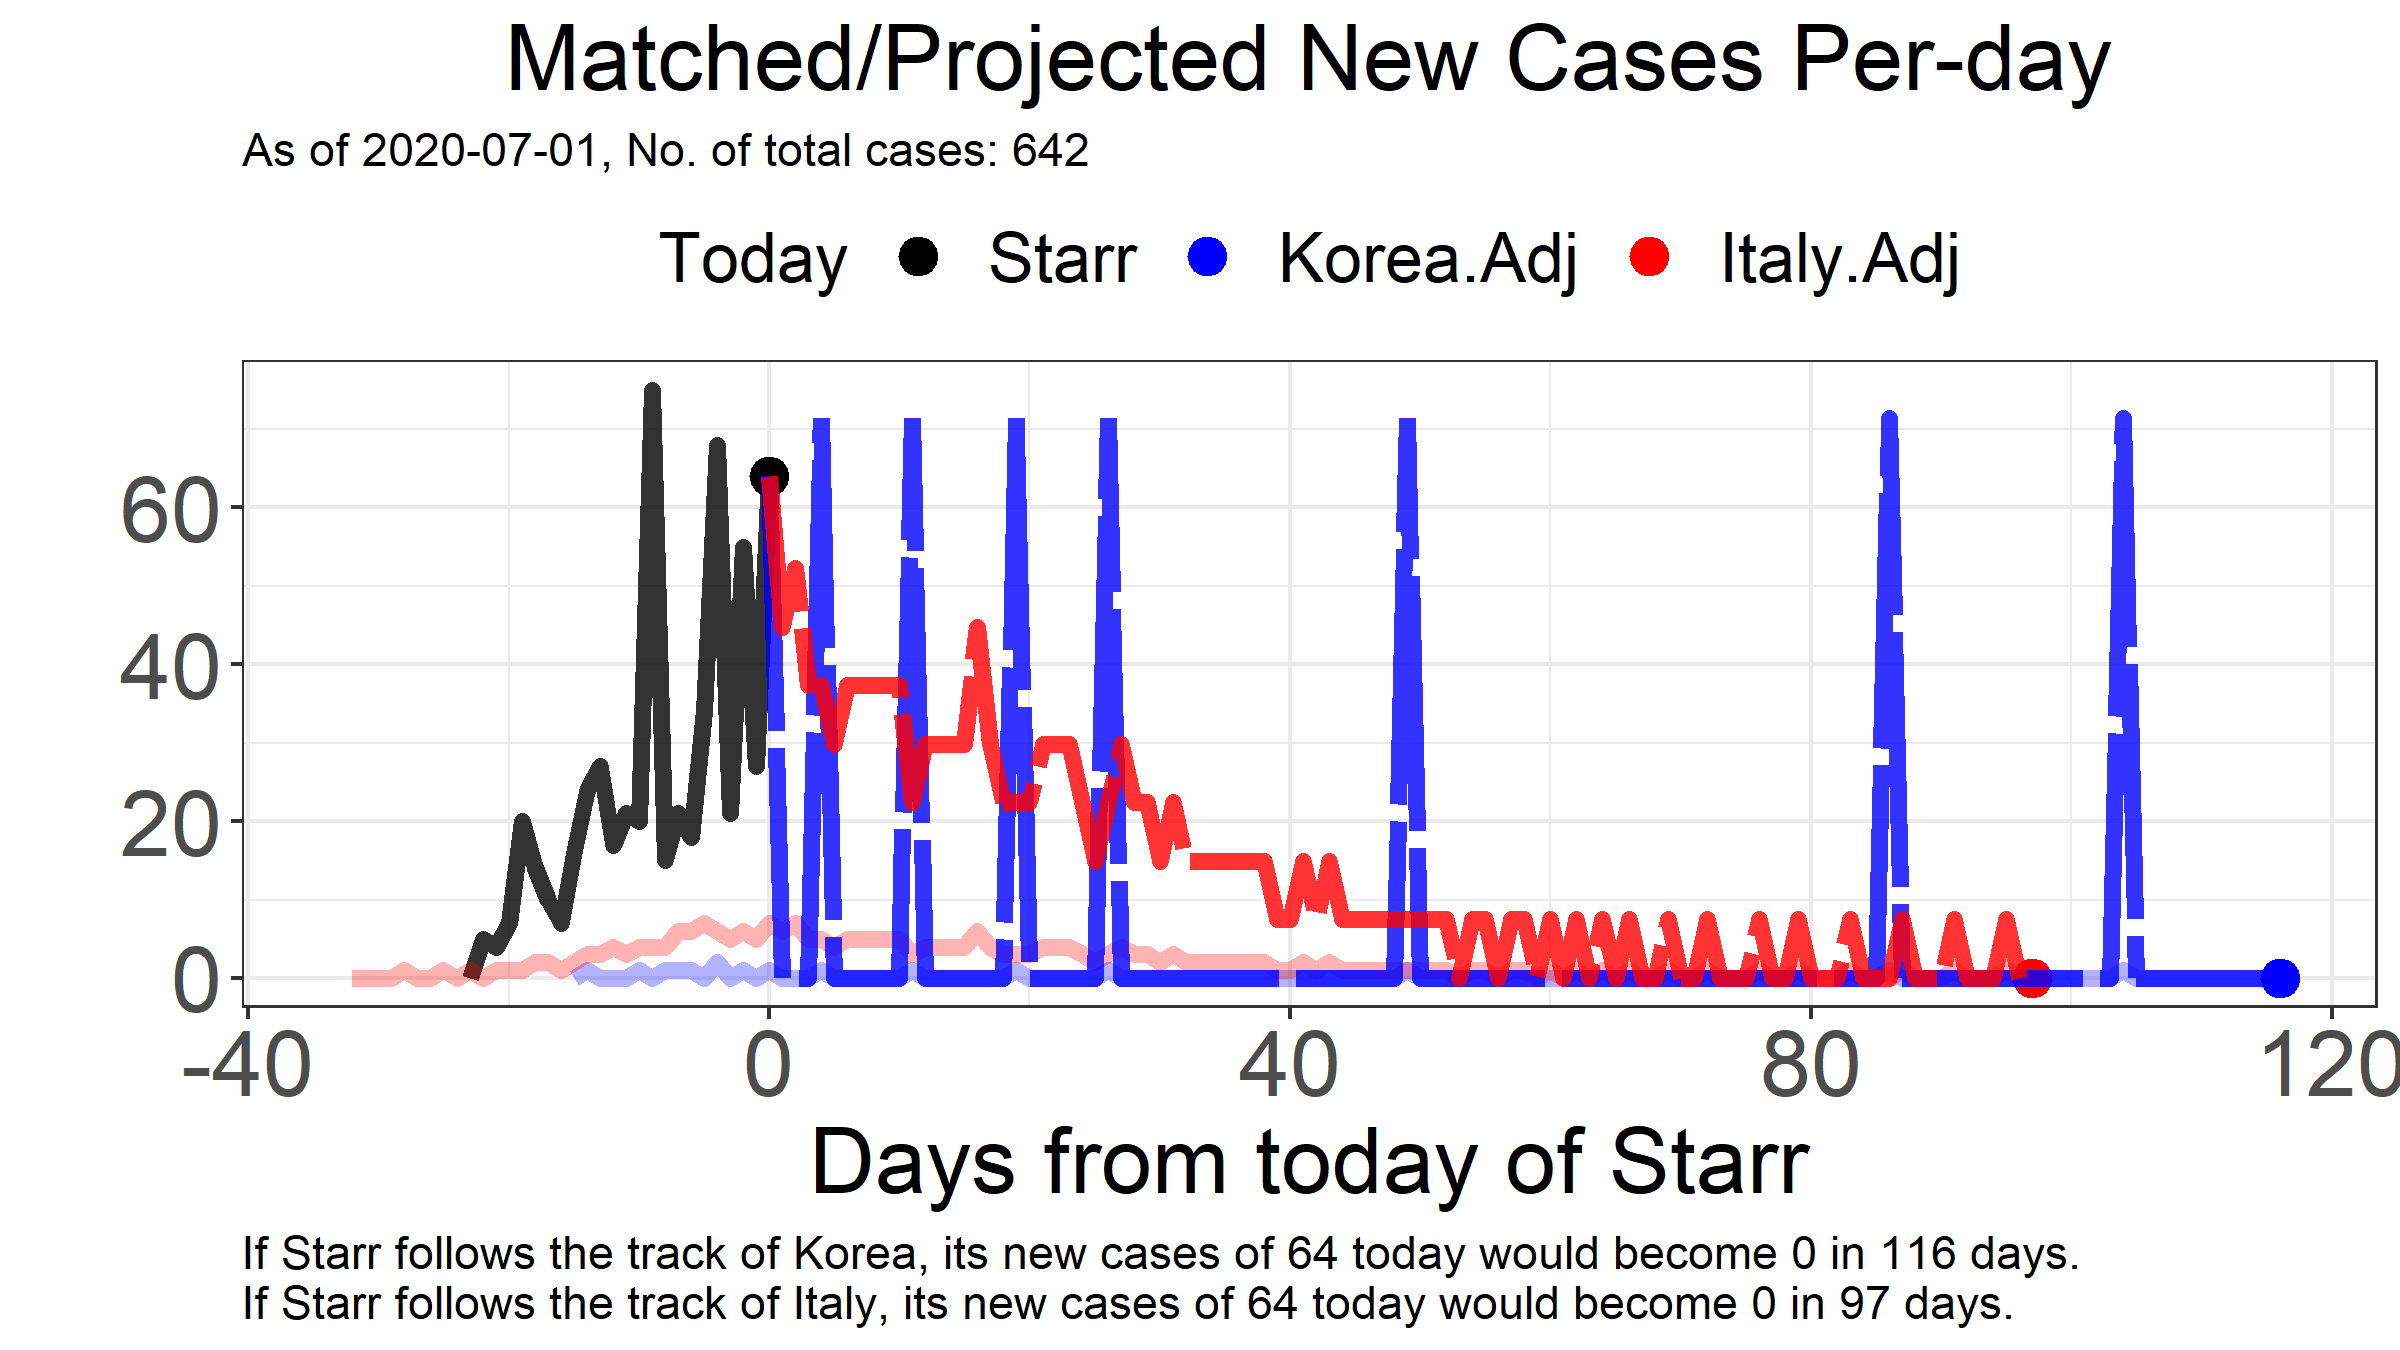 Matched/Projected New Cases Per-day
As of 2020-07-01, No. of total cases: 642
Today Starr Korea.Adj Italy.Adj
60
40
20
0
-40 0 40 80 120
Days from today of Starr
If Starr follows the track of Korea, its new cases of 64 today would become 0 in 116 days.
If Starr follows the track of Italy, its new cases of 64 today would become 0 in 97 days.